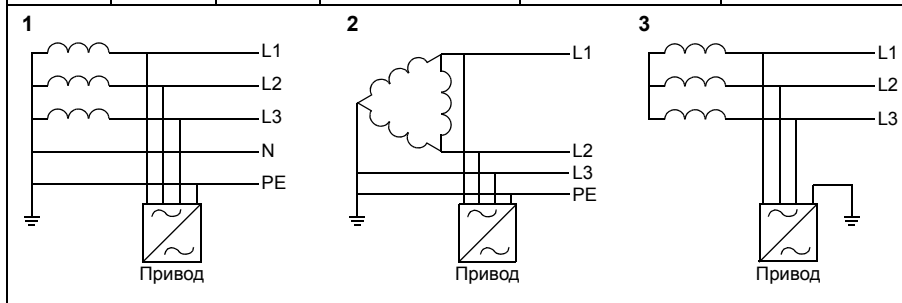 1 2 3
L1 L1 L1
L2 L2
L3 L3
N L2
L3
PE PE
Привод Привод Привод